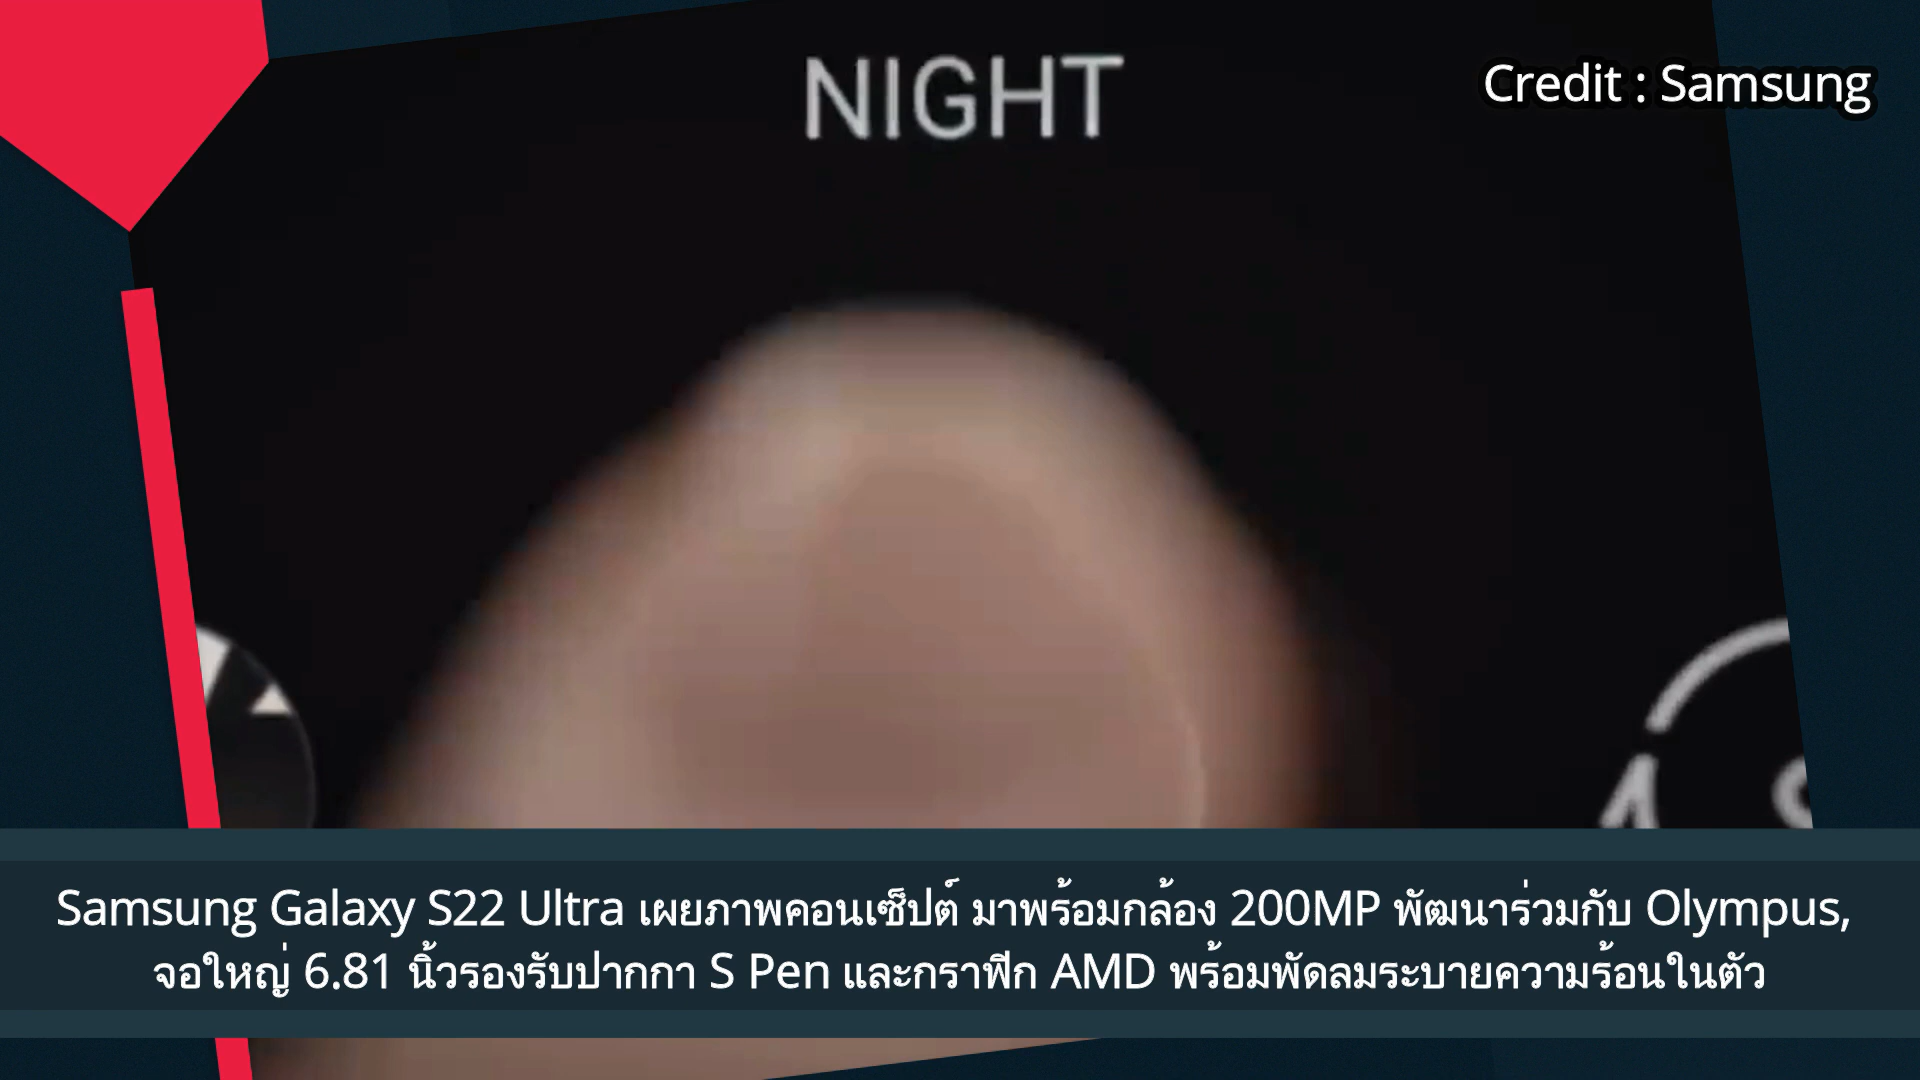 NIGHT
Credit : Samsung
Samsung Galaxy S22 Ultra เผยภาพคอนเซ็ปต์ มาพร้อมกล้อง 200MP พัฒนาร่วมกับ Olympus,
จอใหญ่ 6.81 นิ้วรองรับปากกา S Pen และกราฟิก AMD พร้อมพัดลมระบายความร้อนในตัว